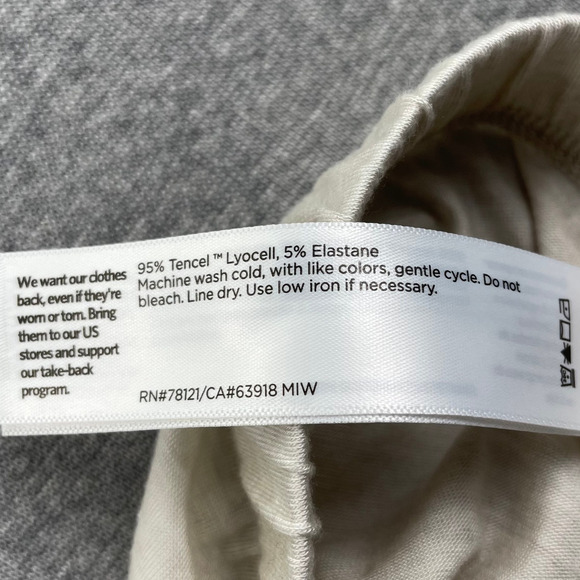 We want our clothes
back, even if they're
worn or torn. Bring
them to our US
stores and support
our take-back
program.
95% Tencel ™ Lyocell, 5% Elastane
Machine wash cold, with like colors, gentle cycle. Do not
bleach. Line dry. Use low iron if necessary.
RN#78121/CA#63918 MIW